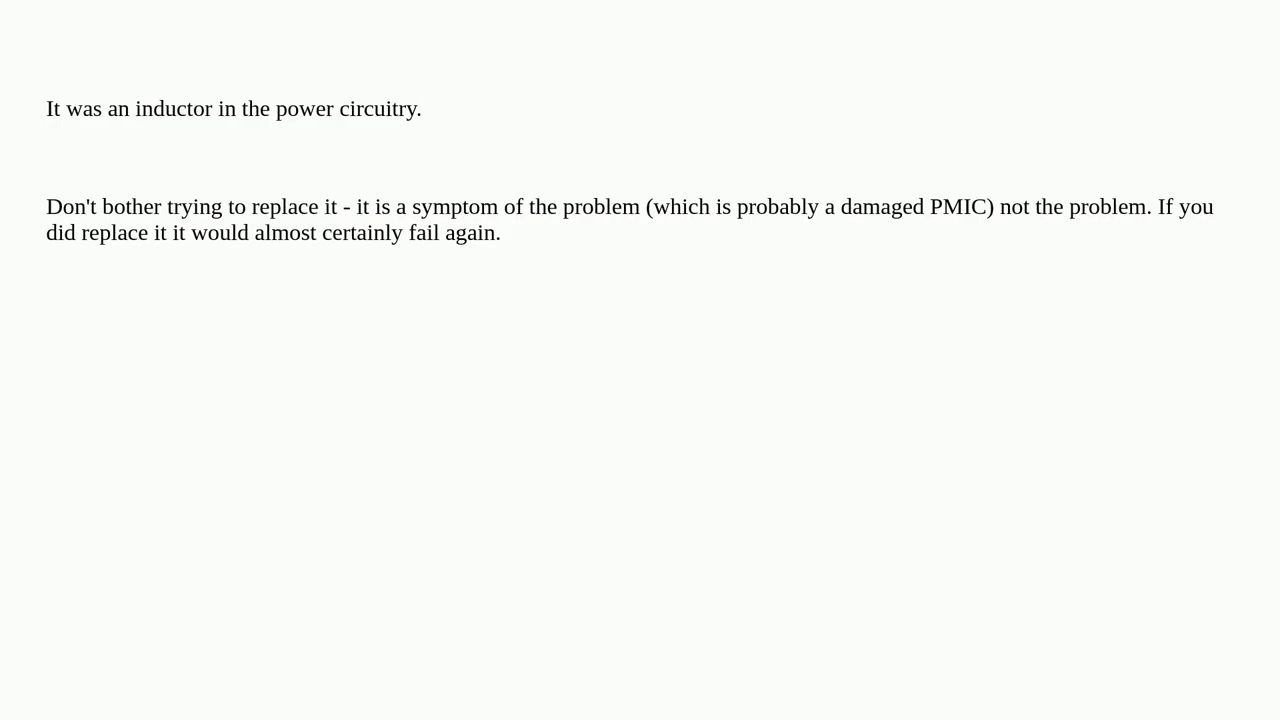 It was an inductor in the power circuitry.
Don't bother trying to replace it - it is a symptom of the problem (which is probably a damaged PMIC) not the problem. If you
did replace it it would almost certainly fail again.